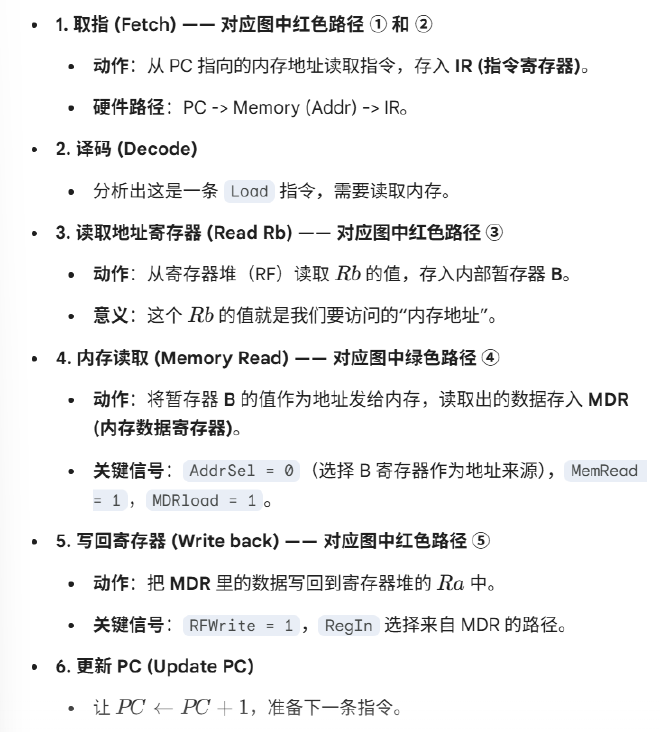 • 1. 取指 (Fetch) —— 对应图中红色路径 ① 和 ②
• 动作：从 PC 指向的内存地址读取指令，存入 IR (指令寄存器)。
• 硬件路径：PC -> Memory (Addr) -> IR。
• 2. 译码 (Decode)
• 分析出这是一条 Load 指令，需要读取内存。
• 3. 读取地址寄存器 (Read Rb) —— 对应图中红色路径 ③
• 动作：从寄存器堆（RF）读取 Rb 的值，存入内部暂存器 B。
• 意义：这个 Rb 的值就是我们要访问的“内存地址”。
• 4. 内存读取 (Memory Read) —— 对应图中绿色路径 ④
• 动作：将暂存器 B 的值作为地址发给内存，读取出的数据存入 MDR
(内存数据寄存器)。
• 关键信号：AddrSel = 0（选择 B 寄存器作为地址来源），MemRead
= 1，MDRload = 1。
• 5. 写回寄存器 (Write back) —— 对应图中红色路径 ⑤
• 动作：把 MDR 里的数据写回到寄存器堆的 Ra 中。
• 关键信号：RFWrite = 1，RegIn 选择来自 MDR 的路径。
• 6. 更新 PC (Update PC)
• 让 PC ← PC + 1，准备下一条指令。